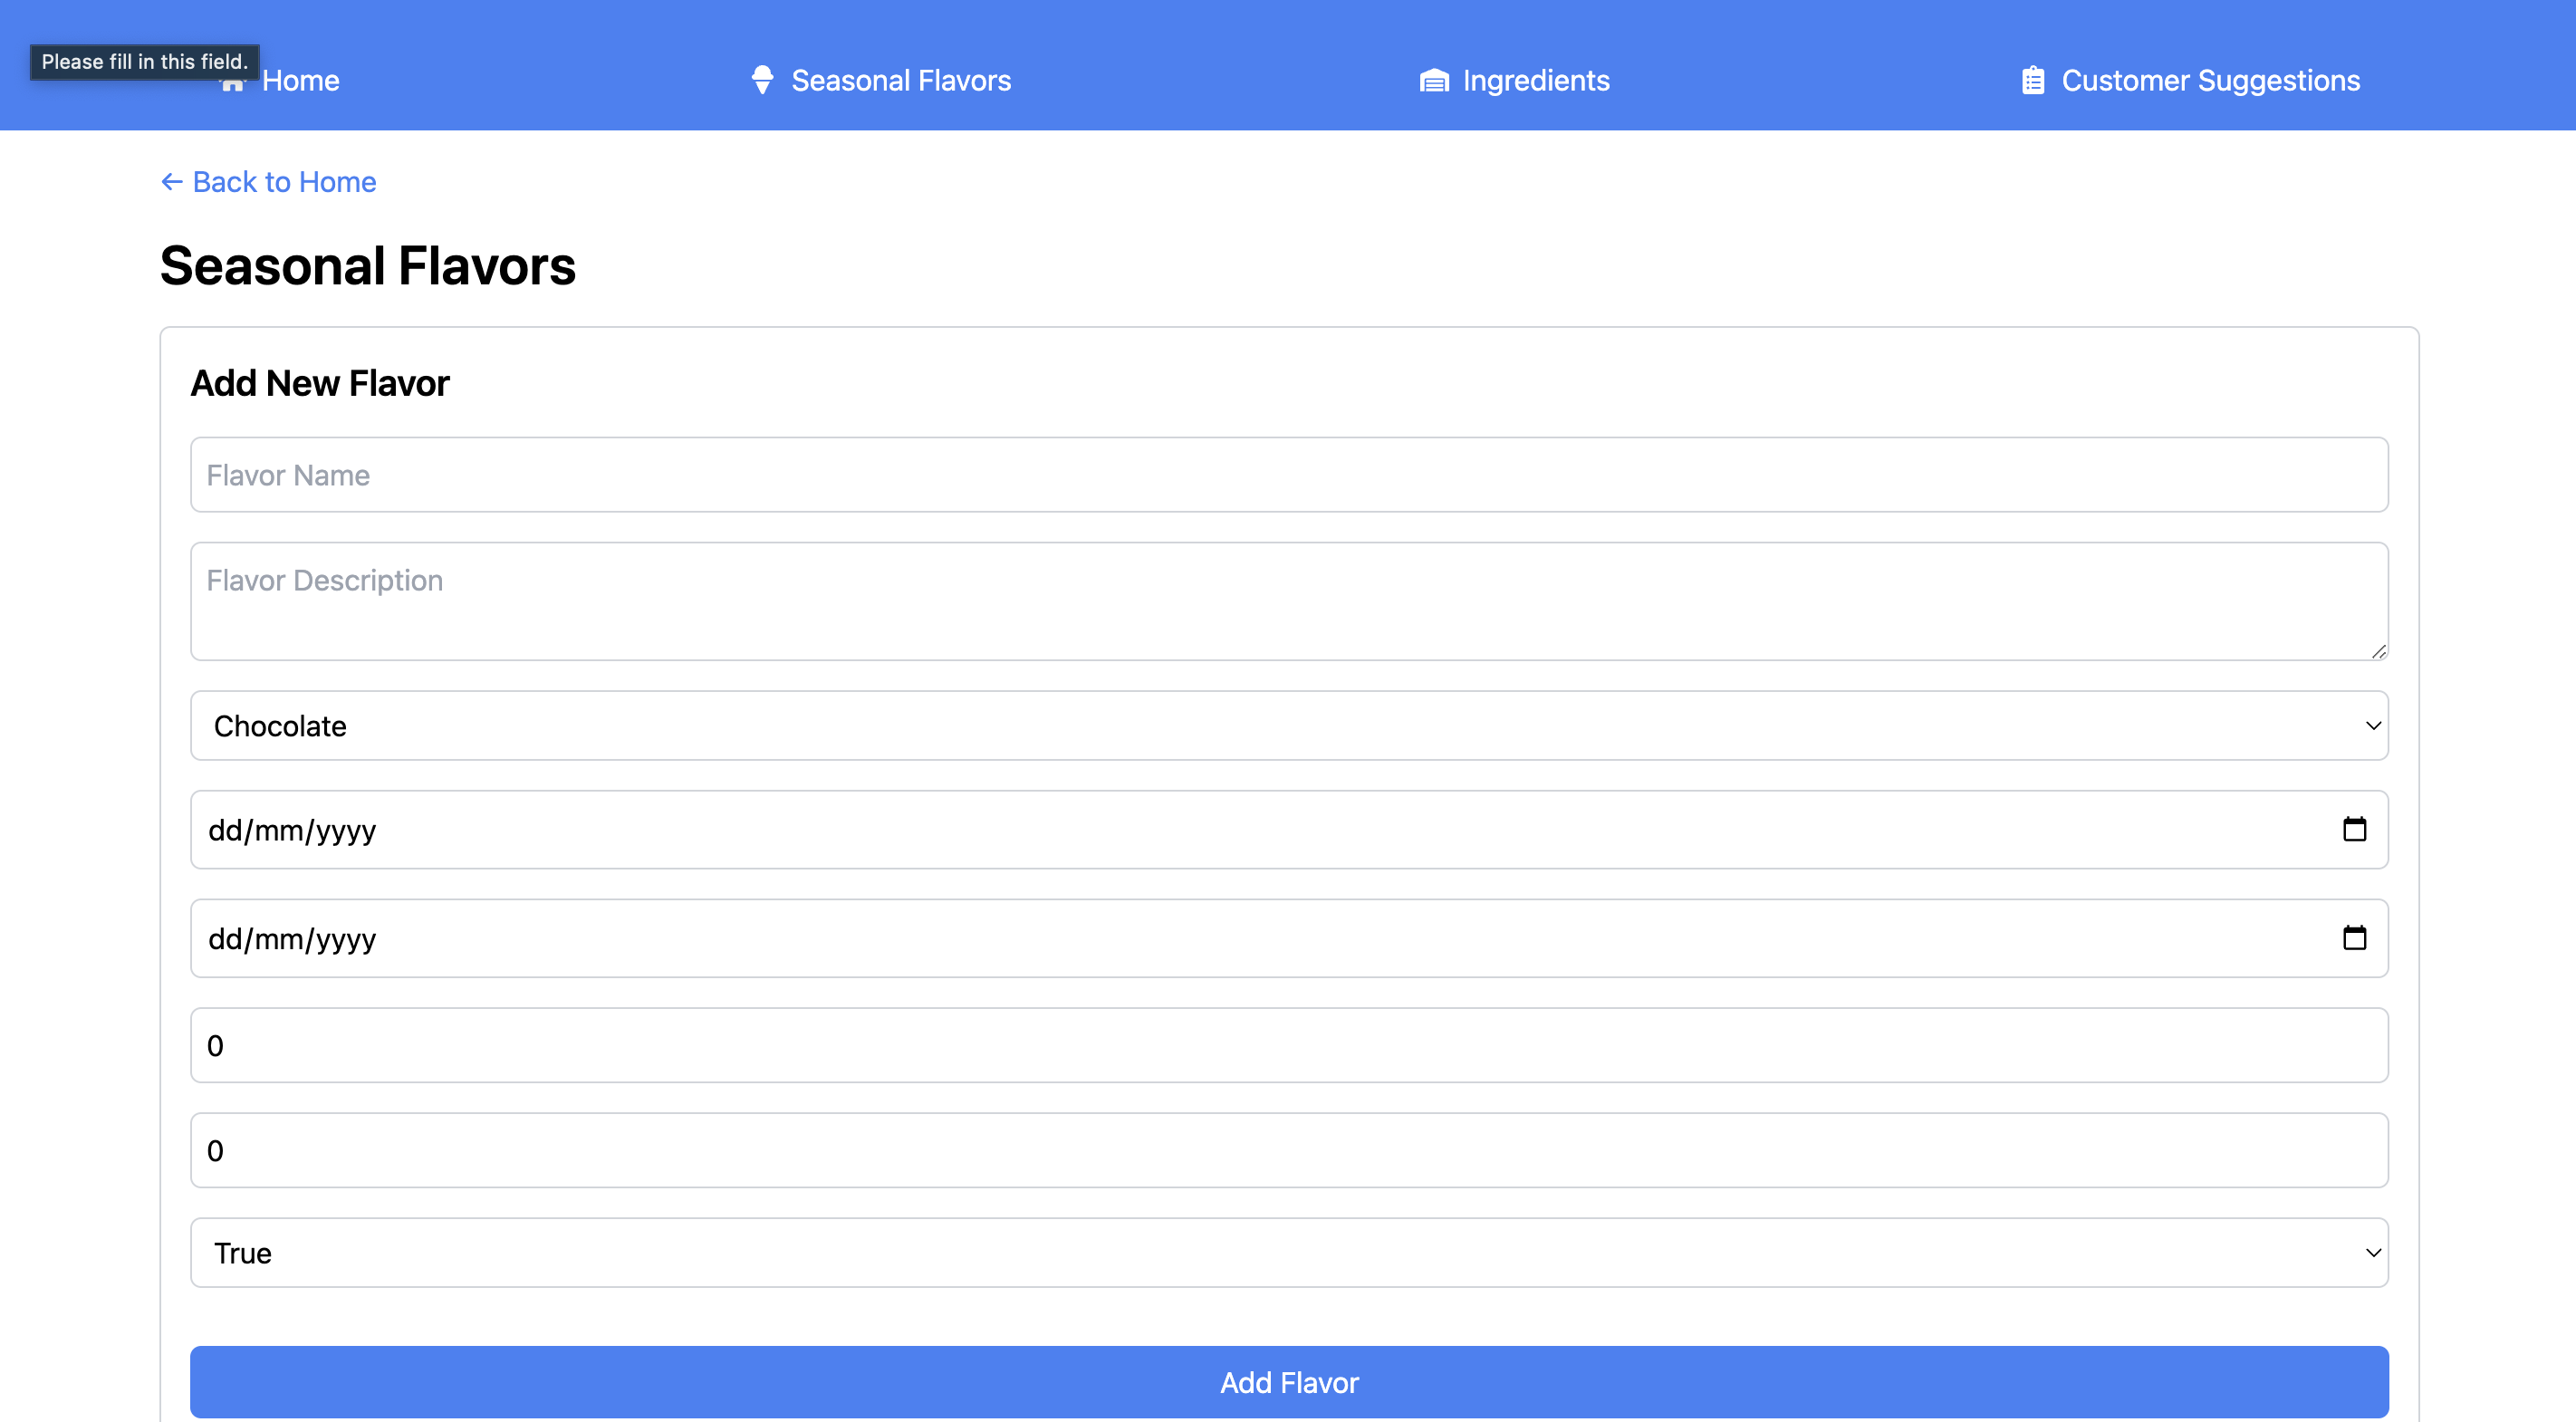 Please fill in this field.
Home
Seasonal Flavors
Ingredients
Customer Suggestions
← Back to Home
Seasonal Flavors
Add New Flavor
Flavor Name
Flavor Description
Chocolate
dd/mm/yyyy
dd/mm/yyyy
0
0
True
Add Flavor